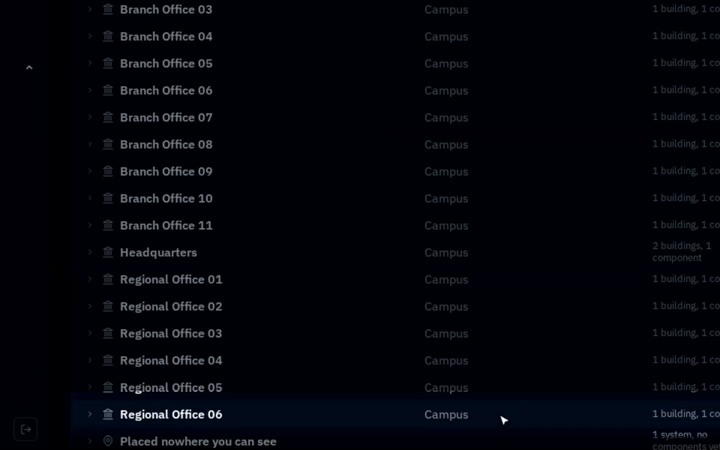 Branch Office 03 Campus 1 building, 1 co
Branch Office 04 Campus 1 building, 1 co
Branch Office 05 Campus 1 building, 1 co
Branch Office 06 Campus 1 building, 1 co
Branch Office 07 Campus 1 building, 1 co
Branch Office 08 Campus 1 building, 1 co
Branch Office 09 Campus 1 building, 1 co
Branch Office 10 Campus 1 building, 1 co
Branch Office 11 Campus 1 building, 1 co
Headquarters Campus 2 buildings, 1
component
Regional Office 01 Campus 1 building, 1 co
Regional Office 02 Campus 1 building, 1 co
Regional Office 03 Campus 1 building, 1 co
Regional Office 04 Campus 1 building, 1 co
Regional Office 05 Campus 1 building, 1 co
Regional Office 06 Campus 1 building, 1 co
Placed nowhere you can see 1 system, no
components yet